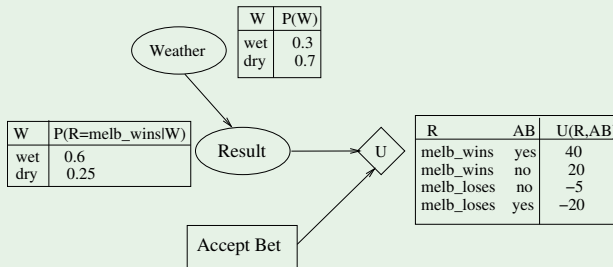 W P(W)
wet 0.3
dry 0.7
Weather
W P(R=melb_wins|W)
wet 0.6
dry 0.25
Result
U
R AB U(R,AB)
melb_wins yes 40
melb_wins no 20
melb_loses no −5
melb_loses yes −20
Accept Bet